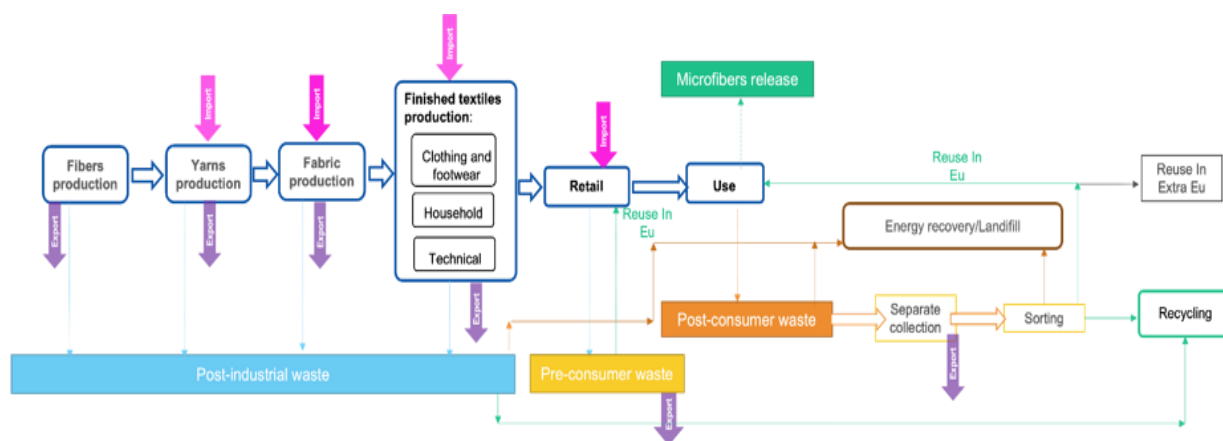 Import
Import
Import
Import
Microfibers release
Finished textiles
production:
Clothing and
footwear
Household
Technical
Fibers
production
Yarns
production
Fabric
production
Retail
Use
Reuse In
Eu
Reuse In
Extra Eu
Reuse In
Eu
Energy recovery/Landfill
Export
Export
Export
Export
Post-consumer waste
Separate
collection
Sorting
Recycling
Post-industrial waste
Pre-consumer waste
Export
Export